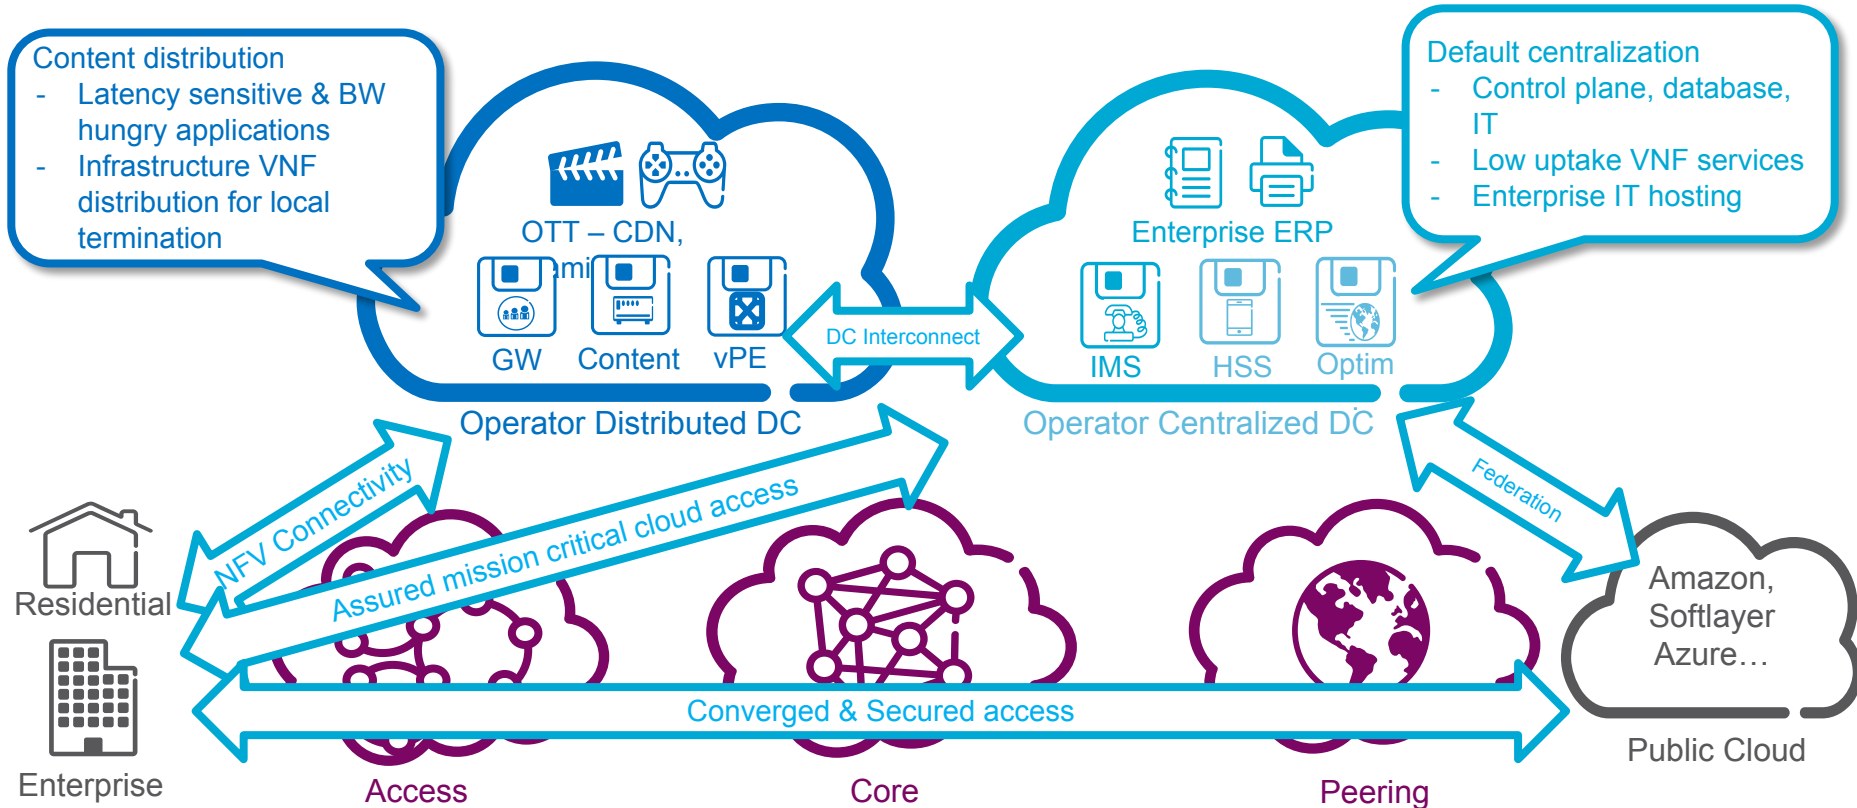 Content distribution
- Latency sensitive & BW
hungry applications
- Infrastructure VNF
distribution for local
termination
Default centralization
- Control plane, database,
IT
- Low uptake VNF services
- Enterprise IT hosting
OTT – CDN,
GW
Content
vPE
Operator Distributed DC
DC Interconnect
Enterprise ERP
IMS
HSS
Optim
Operator Centralized DC
NFV Connectivity
Assured mission critical cloud access
Federation
Residential
Enterprise
Amazon,
Softlayer
Azure…
Public Cloud
Converged & Secured access
Access
Core
Peering